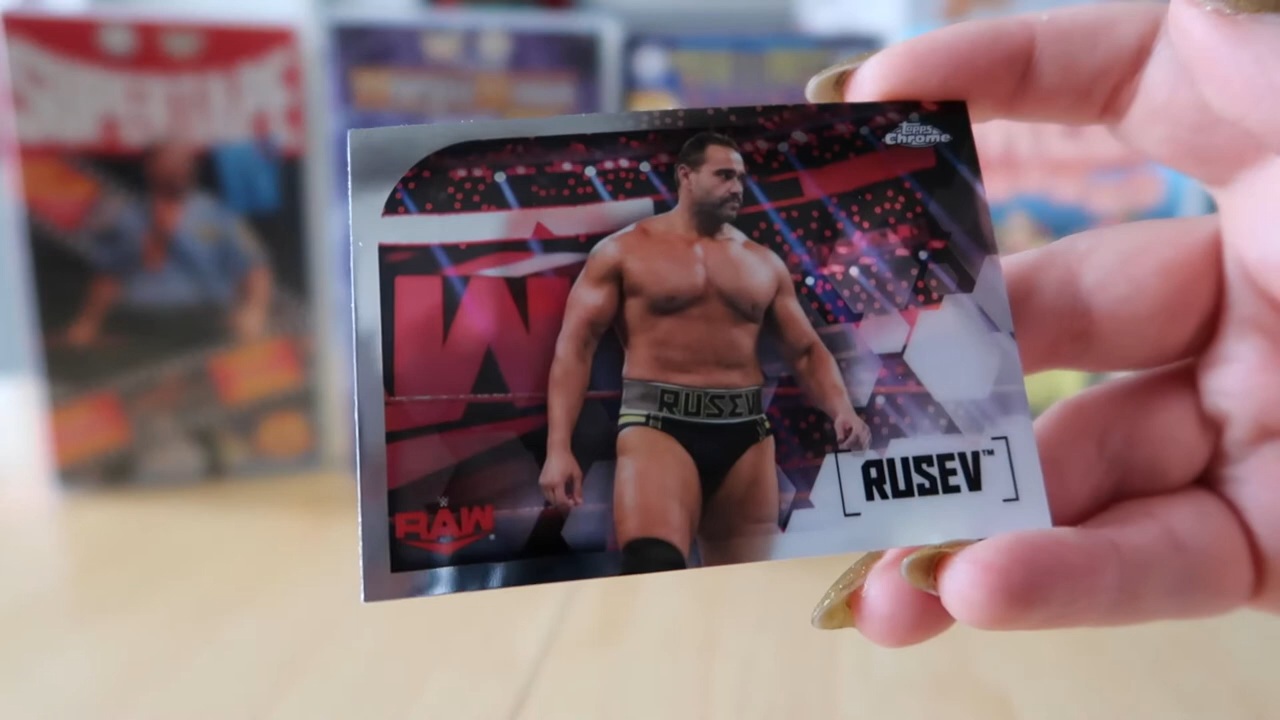 Topps
Chrome
W
RUSEV
RUSEV™
W
RAW